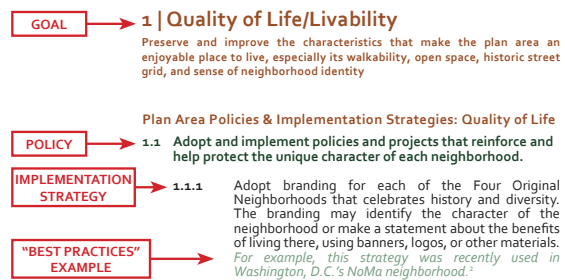 GOAL
1 | Quality of Life/Livability
Preserve and improve the characteristics that make the plan area an
enjoyable place to live, especially its walkability, open space, historic street
grid, and sense of neighborhood identity
Plan Area Policies & Implementation Strategies: Quality of Life
POLICY
1.1 Adopt and implement policies and projects that reinforce and
help protect the unique character of each neighborhood.
IMPLEMENTATION
STRATEGY
1.1.1 Adopt branding for each of the Four Original
Neighborhoods that celebrates history and diversity.
The branding may identify the character of the
neighborhood or make a statement about the benefits
of living there, using banners, logos, or other materials.
"BEST PRACTICES"
EXAMPLE
For example, this strategy was recently used in
Washington, D.C.'s NoMa neighborhood.²